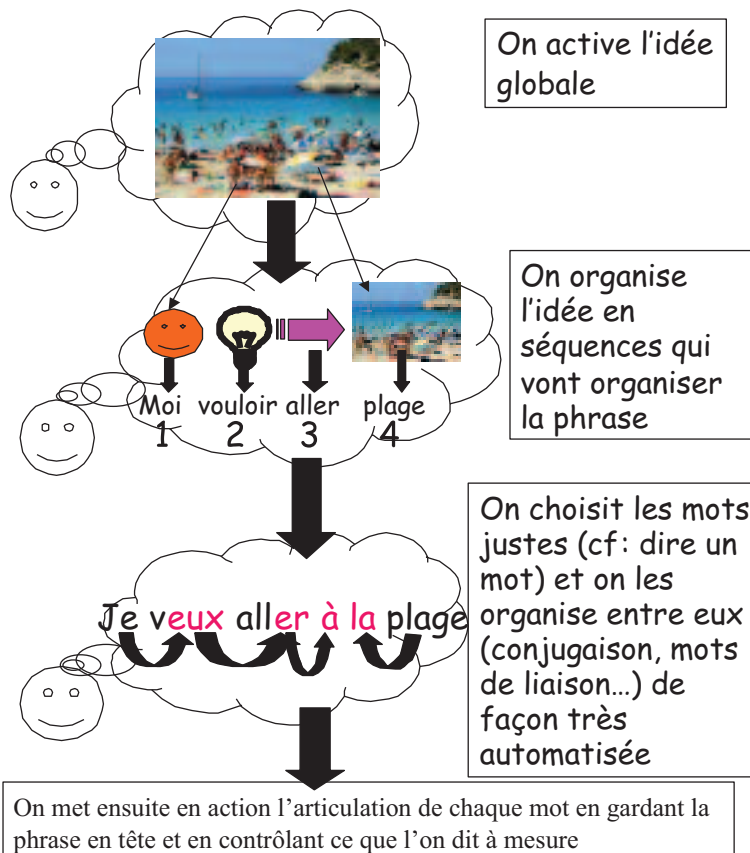 On active l’idée
globale
On organise
l’idée en
séquences qui
vont organiser
la phrase
Moi vouloir aller plage
1 2 3 4
On choisit les mots
justes (cf: dire un
mot) et on les
organise entre eux
(conjugaison, mots
de liaison…) de
façon très
automatisée
Je veux aller à la plage
On met ensuite en action l’articulation de chaque mot en gardant la
phrase en tête et en contrôlant ce que l’on dit à mesure